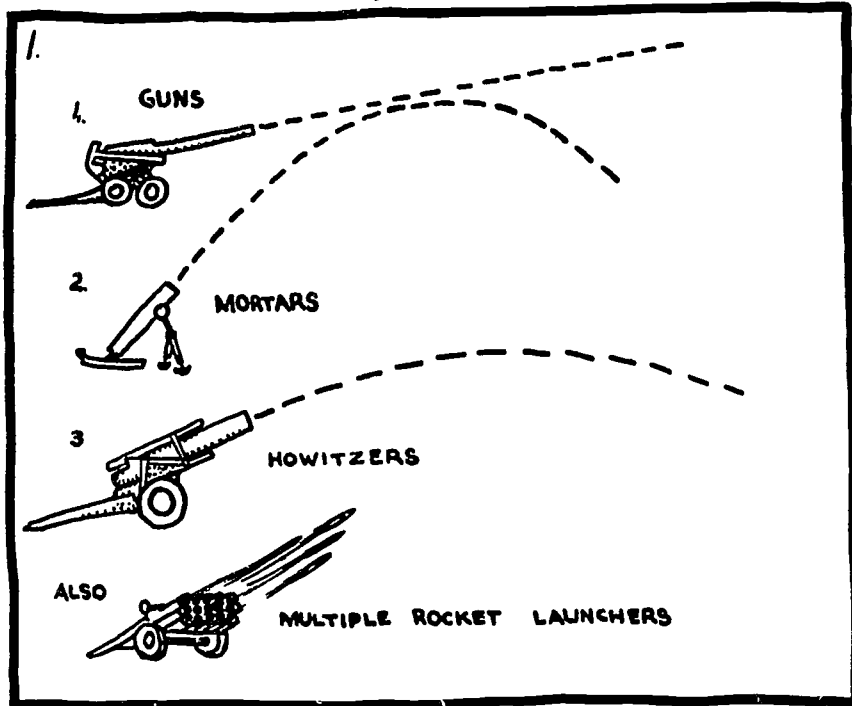 1.
1. GUNS
2. MORTARS
3 HOWITZERS
ALSO
MULTIPLE ROCKET LAUNCHERS